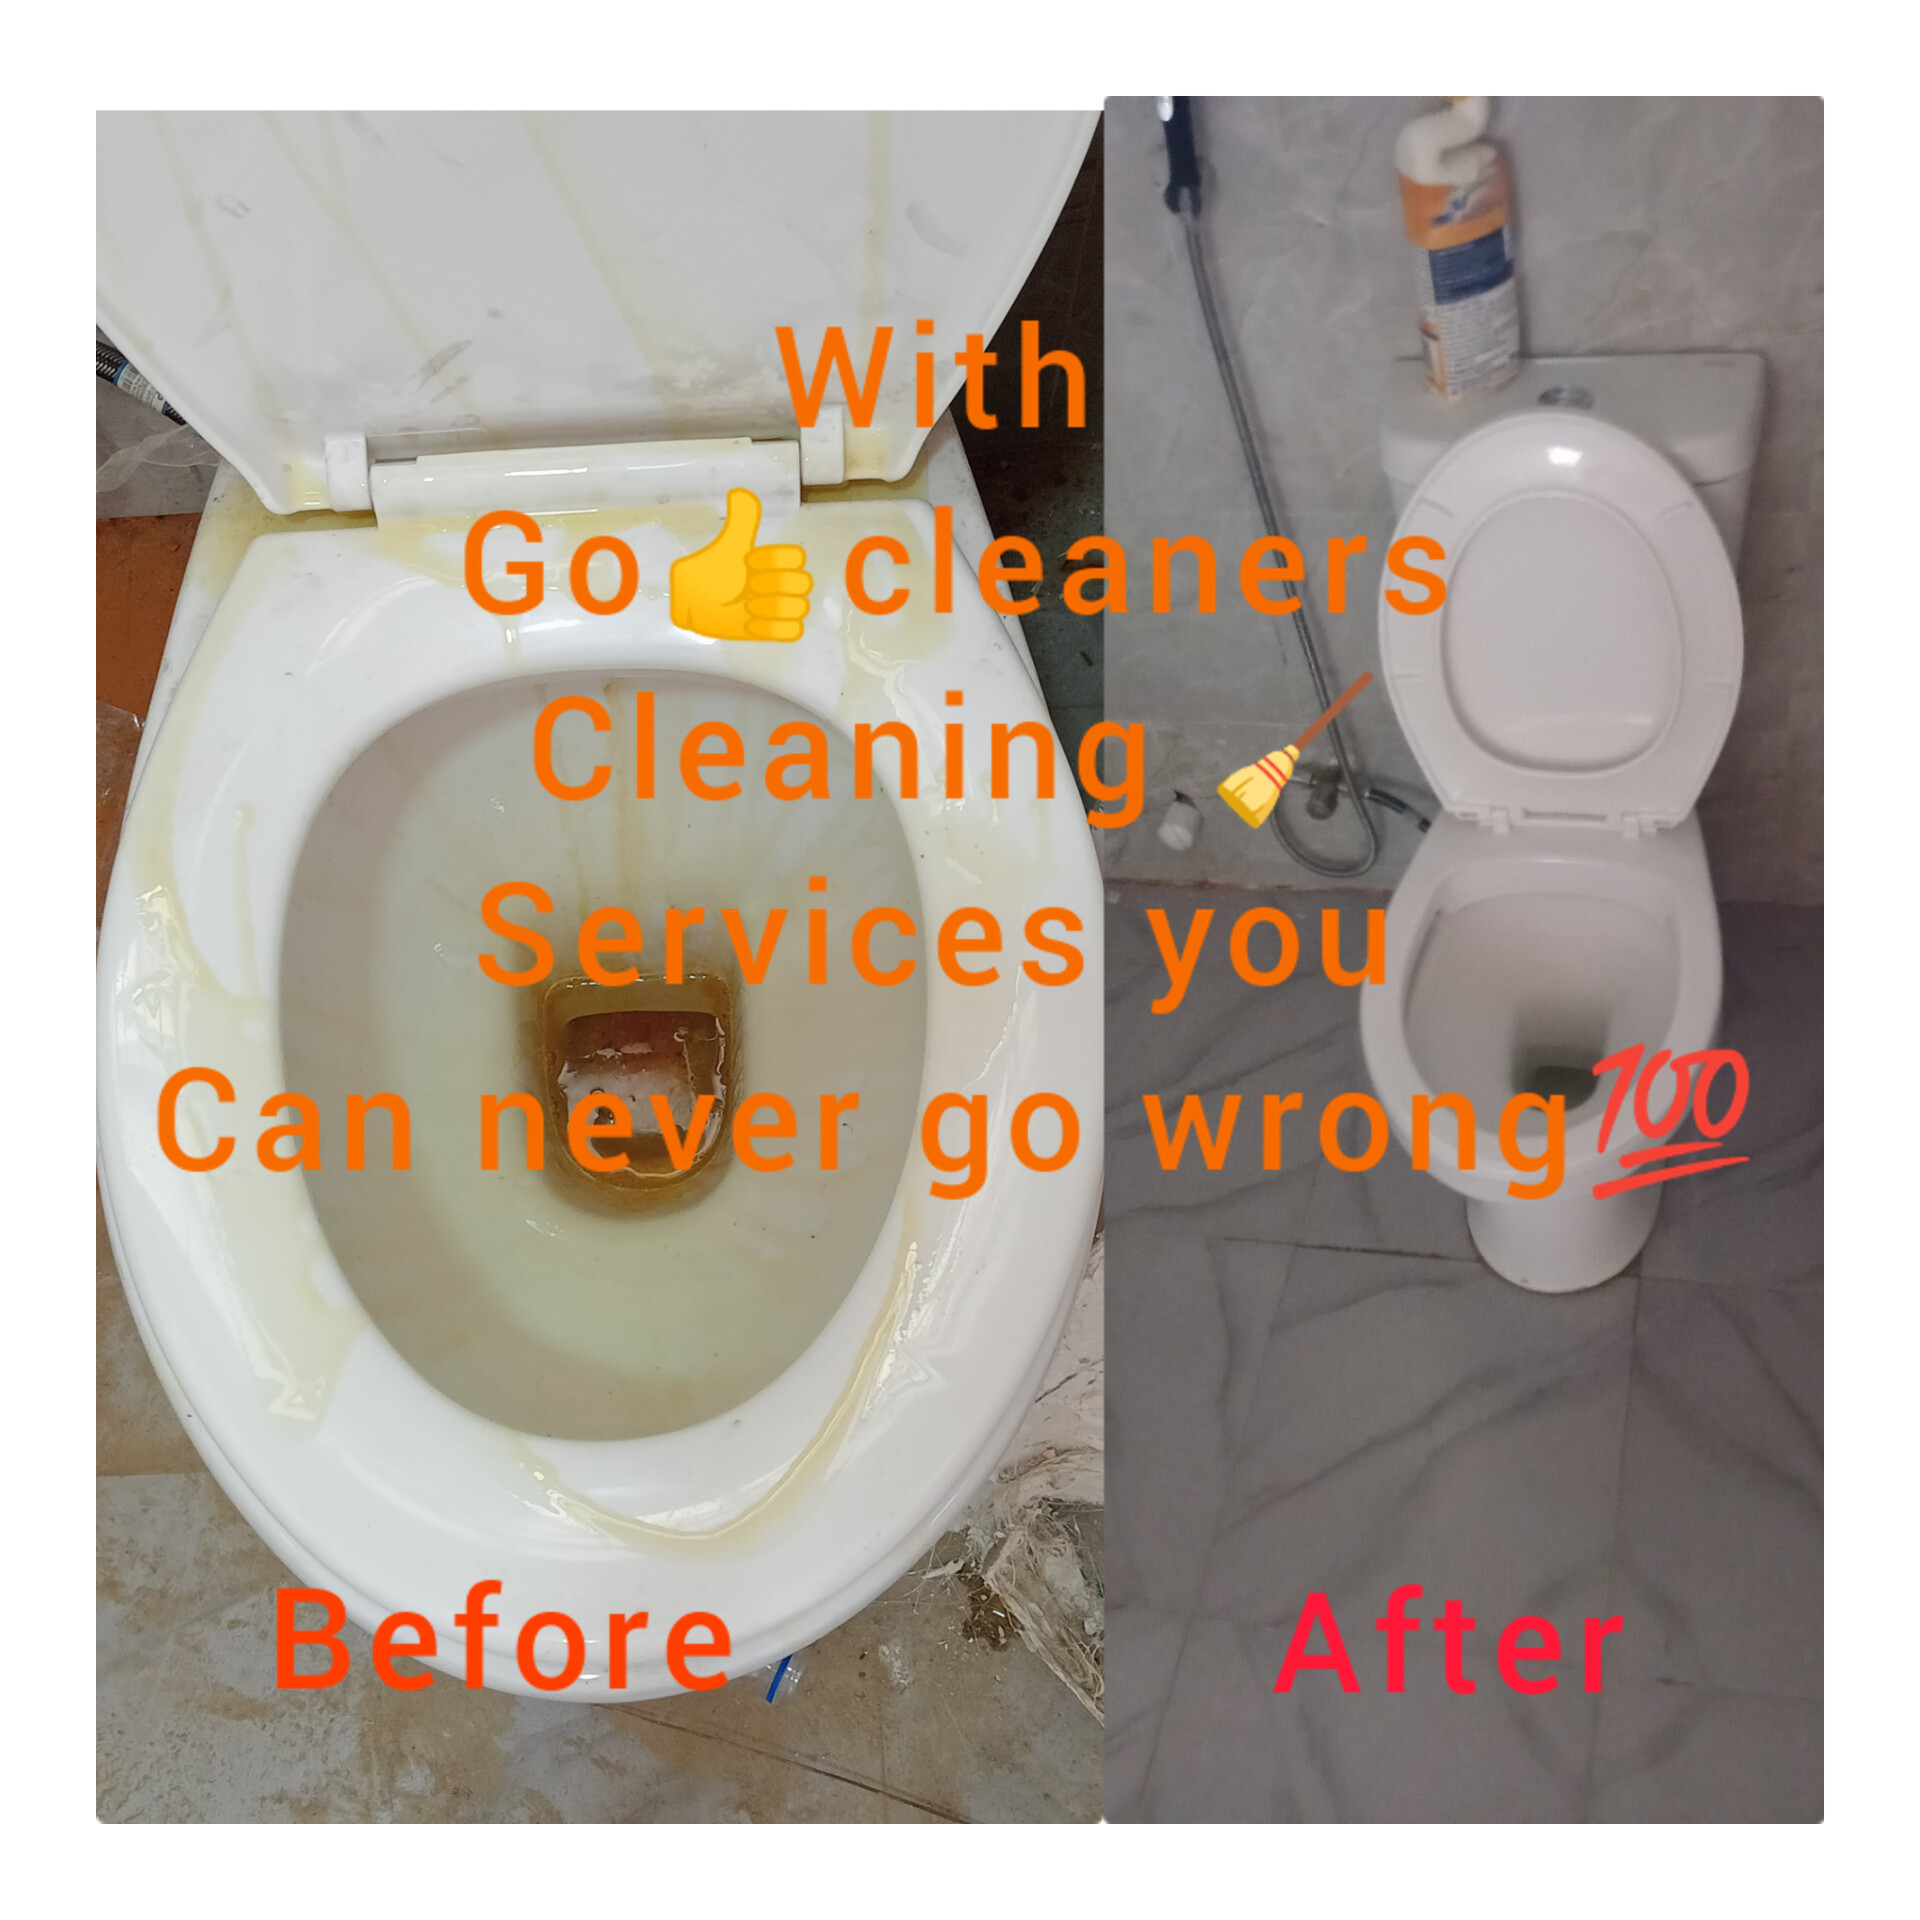 With
Go👍cleaners
Cleaning 🧹
Services you
Can never go wrong💯
Before
After